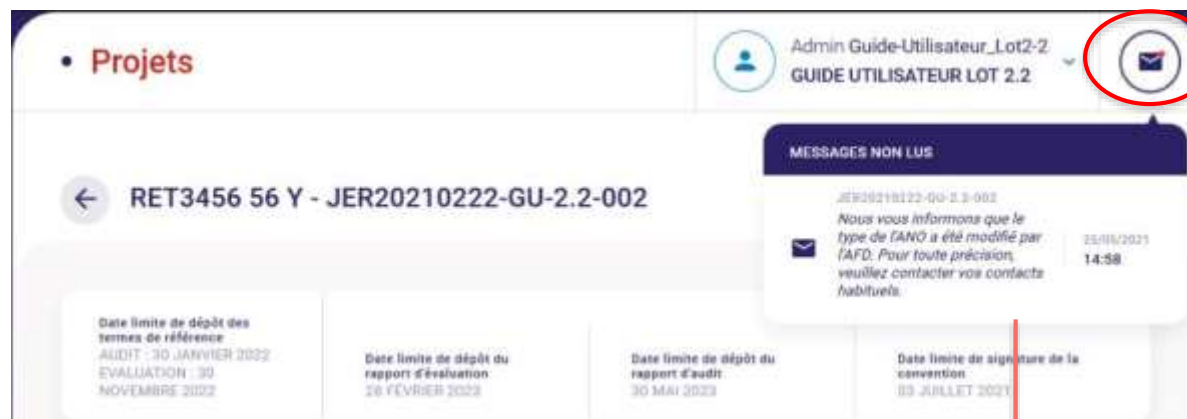 • Projets
Admin Guide-Utilisateur_Lot2-2
GUIDE UTILISATEUR LOT 2.2
MESSAGES NON LUS
JER20210222-GU-2.2-002
Nous vous informons que le
type de l'ANO a été modifié par
l'AFD. Pour toute précision,
veuillez contacter vos contacts
habituels.
25/05/2021
14:58
RET3456 56 Y - JER20210222-GU-2.2-002
Date limite de dépôt des
termes de référence
AUDIT : 30 JANVIER 2022
EVALUATION : 30
NOVEMBRE 2022
Date limite de dépôt du
rapport d'évaluation
28 FÉVRIER 2023
Date limite de dépôt du
rapport d'audit
30 MAI 2023
Date limite de signature de la
convention
03 JUILLET 2021